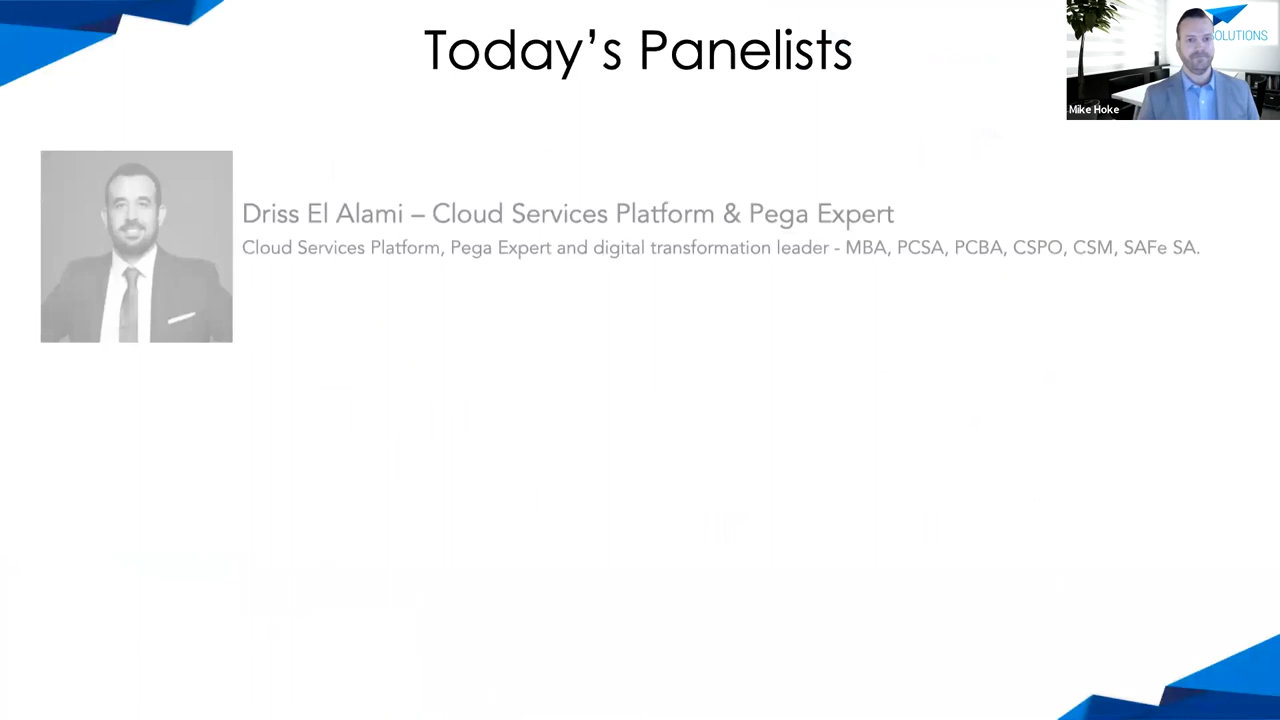 Today’s Panelists
OLUTIONS
Mike Hoke
Driss El Alami – Cloud Services Platform & Pega Expert
Cloud Services Platform, Pega Expert and digital transformation leader - MBA, PCSA, PCBA, CSPO, CSM, SAFe SA.